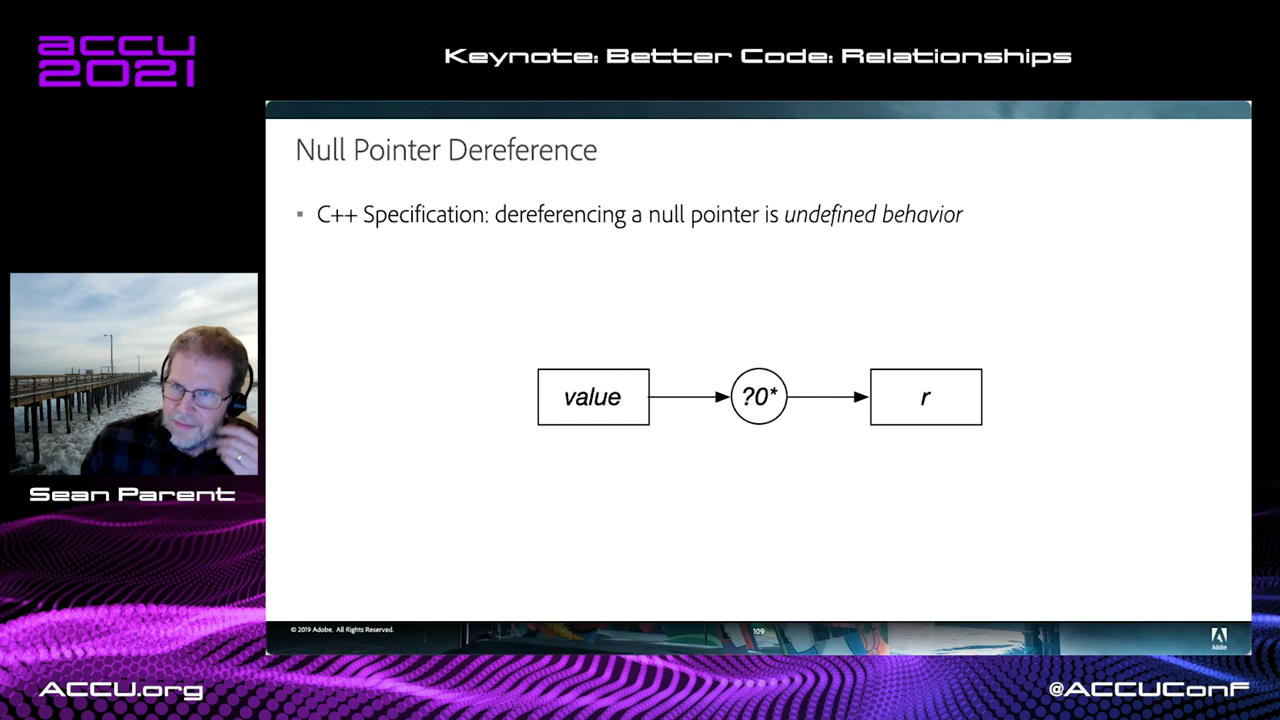 accu
2021
Keynote: Better Code: Relationships
Null Pointer Dereference
▪ C++ Specification: dereferencing a null pointer is undefined behavior
value
?0*
r
Sean Parent
© 2019 Adobe. All Rights Reserved.
109
Adobe
ACCU.org
@ACCUConf